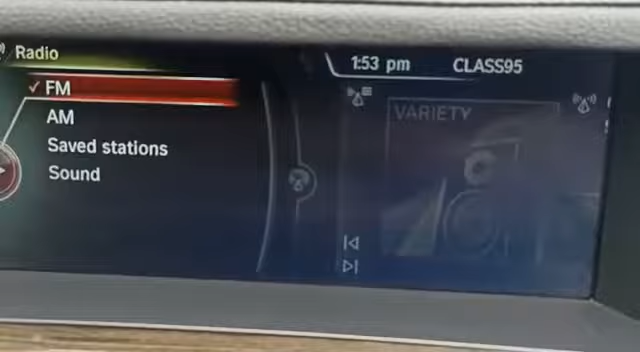 Radio
1:53 pm CLASS95
FM
AM
Saved stations
Sound
VARIETY